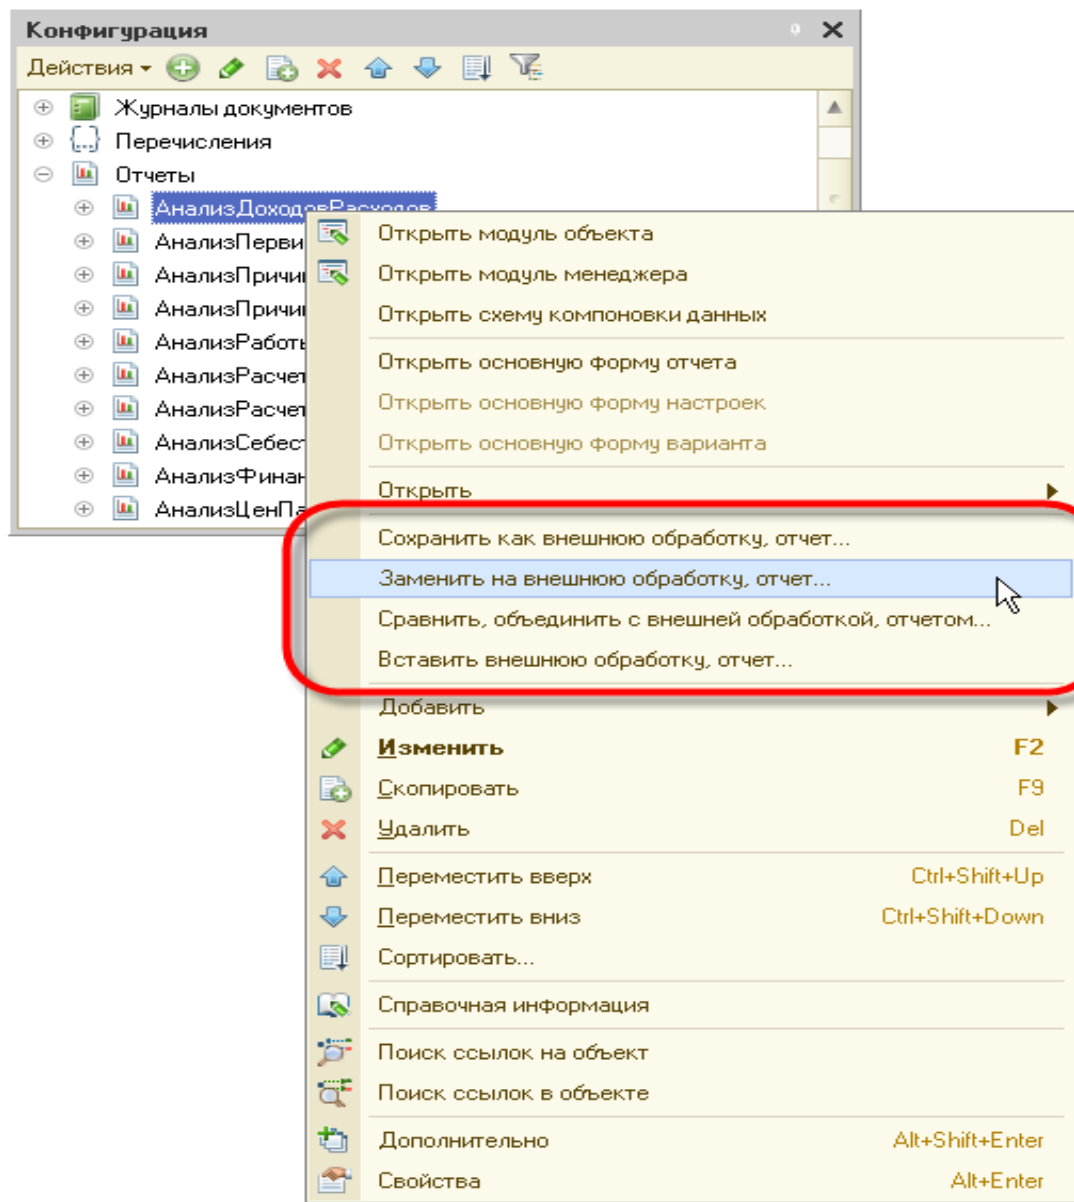 Конфигурация
Действия
Журналы документов
Перечисления
Отчеты
АнализДоходовРасходов
АнализПерви
АнализПричи
АнализПричи
АнализРабот
АнализРасчет
АнализРасчет
АнализСебест
АнализФинан
АнализЦенПа
Открыть модуль объекта
Открыть модуль менеджера
Открыть схему компоновки данных
Открыть основную форму отчета
Открыть основную форму настроек
Открыть основную форму варианта
Открыть
Сохранить как внешнюю обработку, отчет...
Заменить на внешнюю обработку, отчет...
Сравнить, объединить с внешней обработкой, отчетом...
Вставить внешнюю обработку, отчет...
Добавить
Изменить F2
Скопировать F9
Удалить Del
Переместить вверх Ctrl+Shift+Up
Переместить вниз Ctrl+Shift+Down
Сортировать...
Справочная информация
Поиск ссылок на объект
Поиск ссылок в объекте
Дополнительно Alt+Shift+Enter
Свойства Alt+Enter